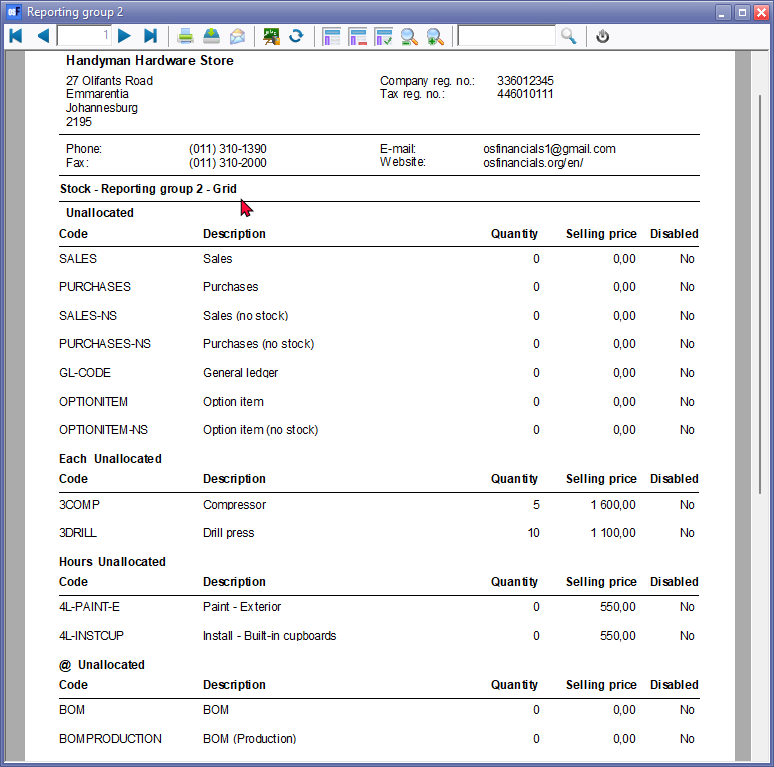 Reporting group 2
1
Handyman Hardware Store
27 Olifants Road Company reg. no.: 336012345
Emmarentia Tax reg. no.: 446010111
Johannesburg
2195
Phone: (011) 310-1390 E-mail: osfinancials1@gmail.com
Fax: (011) 310-2000 Website: osfinancials.org/en/
Stock - Reporting group 2 - Grid
Unallocated
Code Description Quantity Selling price Disabled
SALES Sales 0 0,00 No
PURCHASES Purchases 0 0,00 No
SALES-NS Sales (no stock) 0 0,00 No
PURCHASES-NS Purchases (no stock) 0 0,00 No
GL-CODE General ledger 0 0,00 No
OPTIONITEM Option item 0 0,00 No
OPTIONITEM-NS Option item (no stock) 0 0,00 No
Each Unallocated
Code Description Quantity Selling price Disabled
3COMP Compressor 5 1 600,00 No
3DRILL Drill press 10 1 100,00 No
Hours Unallocated
Code Description Quantity Selling price Disabled
4L-PAINT-E Paint - Exterior 0 550,00 No
4L-INSTCUP Install - Built-in cupboards 0 550,00 No
@ Unallocated
Code Description Quantity Selling price Disabled
BOM BOM 0 0,00 No
BOMPRODUCTION BOM (Production) 0 0,00 No